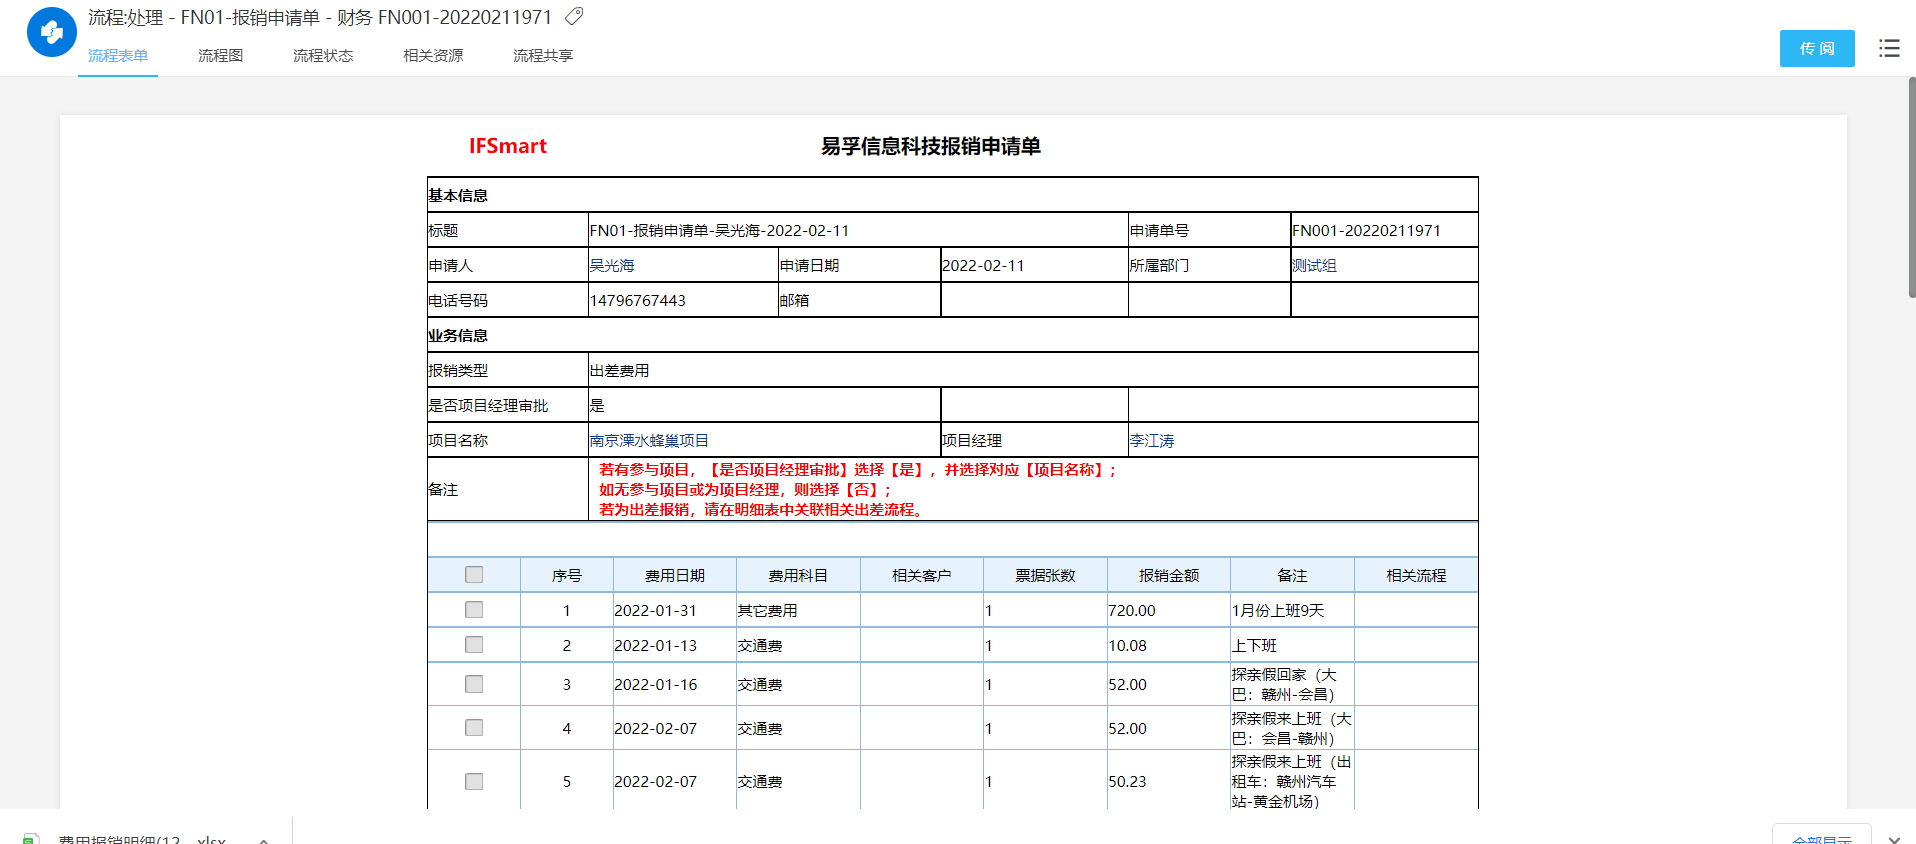 流程:处理 - FN01-报销申请单 - 财务 FN001-20220211971
流程表单 流程图 流程状态 相关资源 流程共享
传 阅
IFSmart 易孚信息科技报销申请单
基本信息
标题 FN01-报销申请单-吴光海-2022-02-11 申请单号 FN001-20220211971
申请人 吴光海 申请日期 2022-02-11 所属部门 测试组
电话号码 14796767443 邮箱
业务信息
报销类型 出差费用
是否项目经理审批 是
项目名称 南京溧水蜂巢项目 项目经理 李江涛
备注
若有参与项目，【是否项目经理审批】选择【是】，并选择对应【项目名称】；
如无参与项目或为项目经理，则选择【否】；
若为出差报销，请在明细表中关联相关出差流程。
序号 费用日期 费用科目 相关客户 票据张数 报销金额 备注 相关流程
1 2022-01-31 其它费用 1 720.00 1月份上班9天
2 2022-01-13 交通费 1 10.08 上下班
3 2022-01-16 交通费 1 52.00 探亲假回家（大
巴：赣州-会昌）
4 2022-02-07 交通费 1 52.00 探亲假来上班（大
巴：会昌-赣州）
5 2022-02-07 交通费 1 50.23 探亲假来上班（出
租车：赣州汽车
站-黄金机场）
费用报销明细(12....xlsx
全部显示